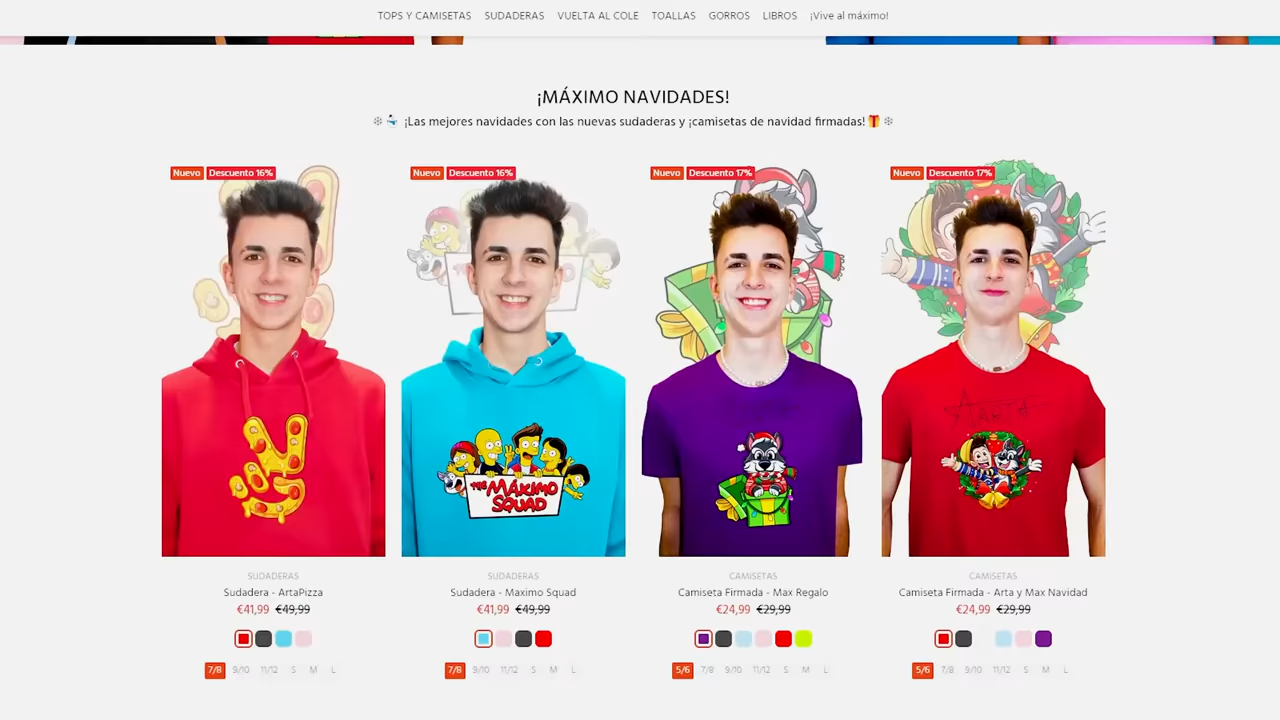 TOPS Y CAMISETAS SUDADERAS VUELTA AL COLE TOALLAS GORROS LIBROS ¡Vive al máximo!
¡MÁXIMO NAVIDADES!
❄️⛄ ¡Las mejores navidades con las nuevas sudaderas y ¡camisetas de navidad firmadas! 🎁❄️
Nuevo Descuento 16%
Nuevo Descuento 16%
Nuevo Descuento 17%
Nuevo Descuento 17%
THE MÁXIMO
SQUAD
ARTA
SUDADERAS
Sudadera - ArtaPizza
€41,99 €49,99
7/8 9/10 11/12 S M L
SUDADERAS
Sudadera - Maximo Squad
€41,99 €49,99
7/8 9/10 11/12 S M L
CAMISETAS
Camiseta Firmada - Max Regalo
€24,99 €29,99
5/6 7/8 9/10 11/12 S M L
CAMISETAS
Camiseta Firmada - Arta y Max Navidad
€24,99 €29,99
5/6 7/8 9/10 11/12 S M L